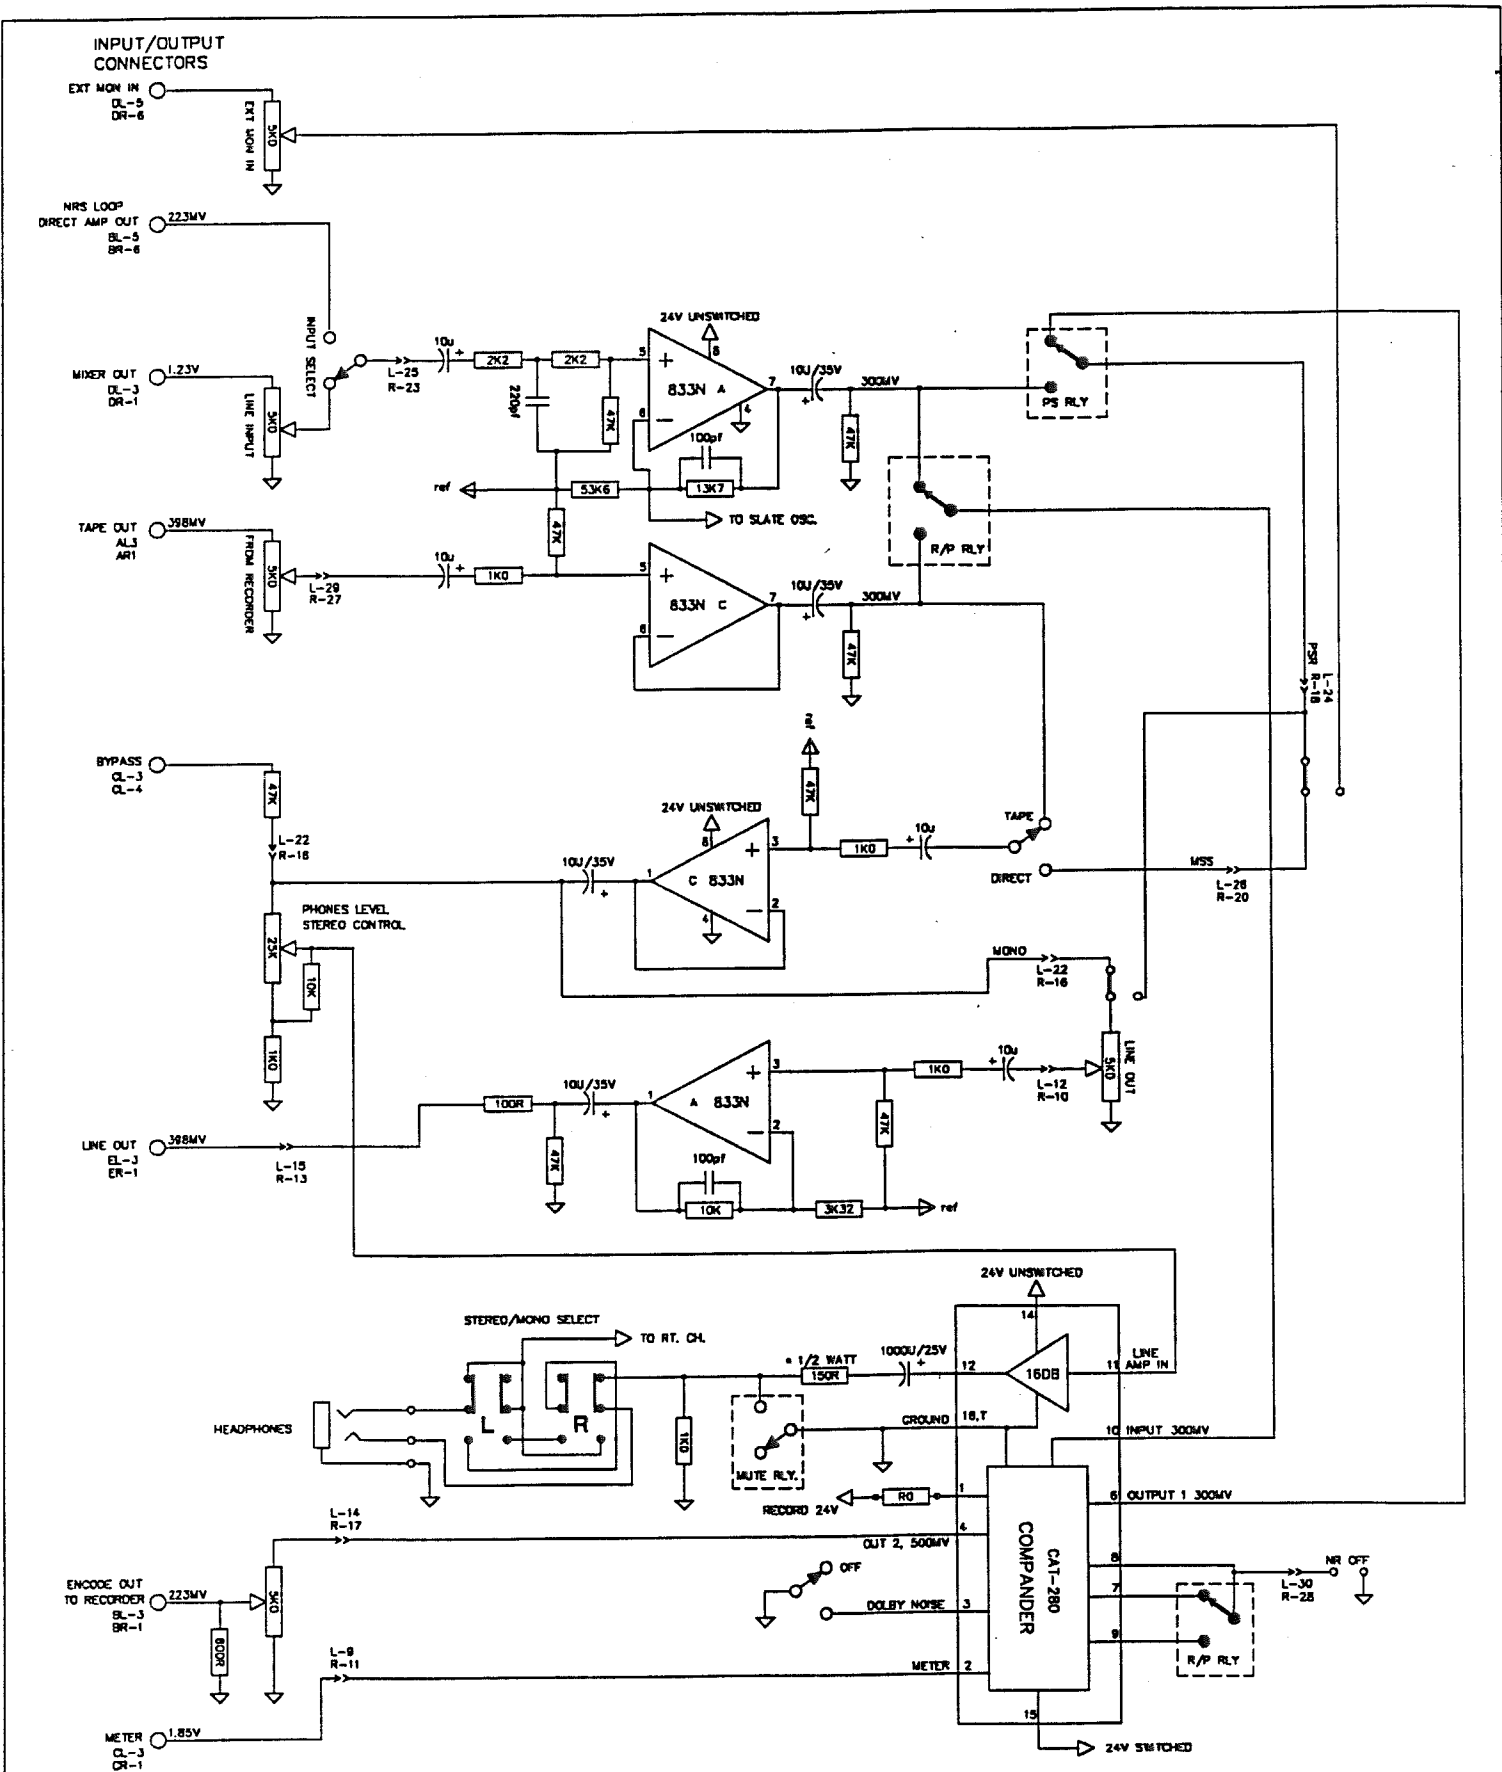 INPUT/OUTPUT
CONNECTORS
EXT MON IN
DL-5
DR-6
5K0
EXT MON IN
NRS LOOP
DIRECT AMP OUT
BL-5
BR-6
223MV
INPUT SELECT
MIXER OUT
DL-3
DR-1
1.23V
5K0
LINE INPUT
L-25
R-23
10u
+
2K2
2K2
220pf
47K
24V UNSWITCHED
5
+
8
833N A
7
6
4
10U/35V
+
300MV
47K
100pf
13K7
53K6
ref
TO SLATE OSC.
PS RLY
R/P RLY
TAPE OUT
AL3
AR1
398MV
5K0
FROM RECORDER
L-29
R-27
10u
+
1K0
47K
5
+
833N C
7
6
10U/35V
+
300MV
47K
PSR
L-24
R-18
BYPASS
CL-3
CL-4
47K
L-22
R-16
ref
47K
24V UNSWITCHED
8
+
3
C 833N
1
2
4
10U/35V
+
1K0
+
10u
TAPE
DIRECT
MSS
L-26
R-20
PHONES LEVEL
STEREO CONTROL
25K
10K
1K0
MONO
L-22
R-16
LINE OUT
5K0
L-12
R-10
10u
+
1K0
47K
3
+
A 833N
1
2
10U/35V
+
100R
47K
100pf
10K
3K32
ref
LINE OUT
EL-3
ER-1
398MV
L-15
R-13
24V UNSWITCHED
14
STEREO/MONO SELECT
TO RT. CH.
* 1/2 WATT
150R
1000U/25V
+
12
16DB
11
LINE
AMP IN
HEADPHONES
L
R
1K0
MUTE RLY.
GROUND
16,T
10 INPUT 300MV
RECORD 24V
R0
1
6 OUTPUT 1 300MV
L-14
R-17
4
OUT 2, 500MV
CAT-280
COMPANDER
8
7
9
L-30
R-28
NR OFF
R/P RLY
OFF
DOLBY NOISE
3
ENCODE OUT
TO RECORDER
BL-3
BR-1
223MV
5K0
600R
L-9
R-11
METER 2
15
24V SWITCHED
METER
CL-3
CR-1
1.85V